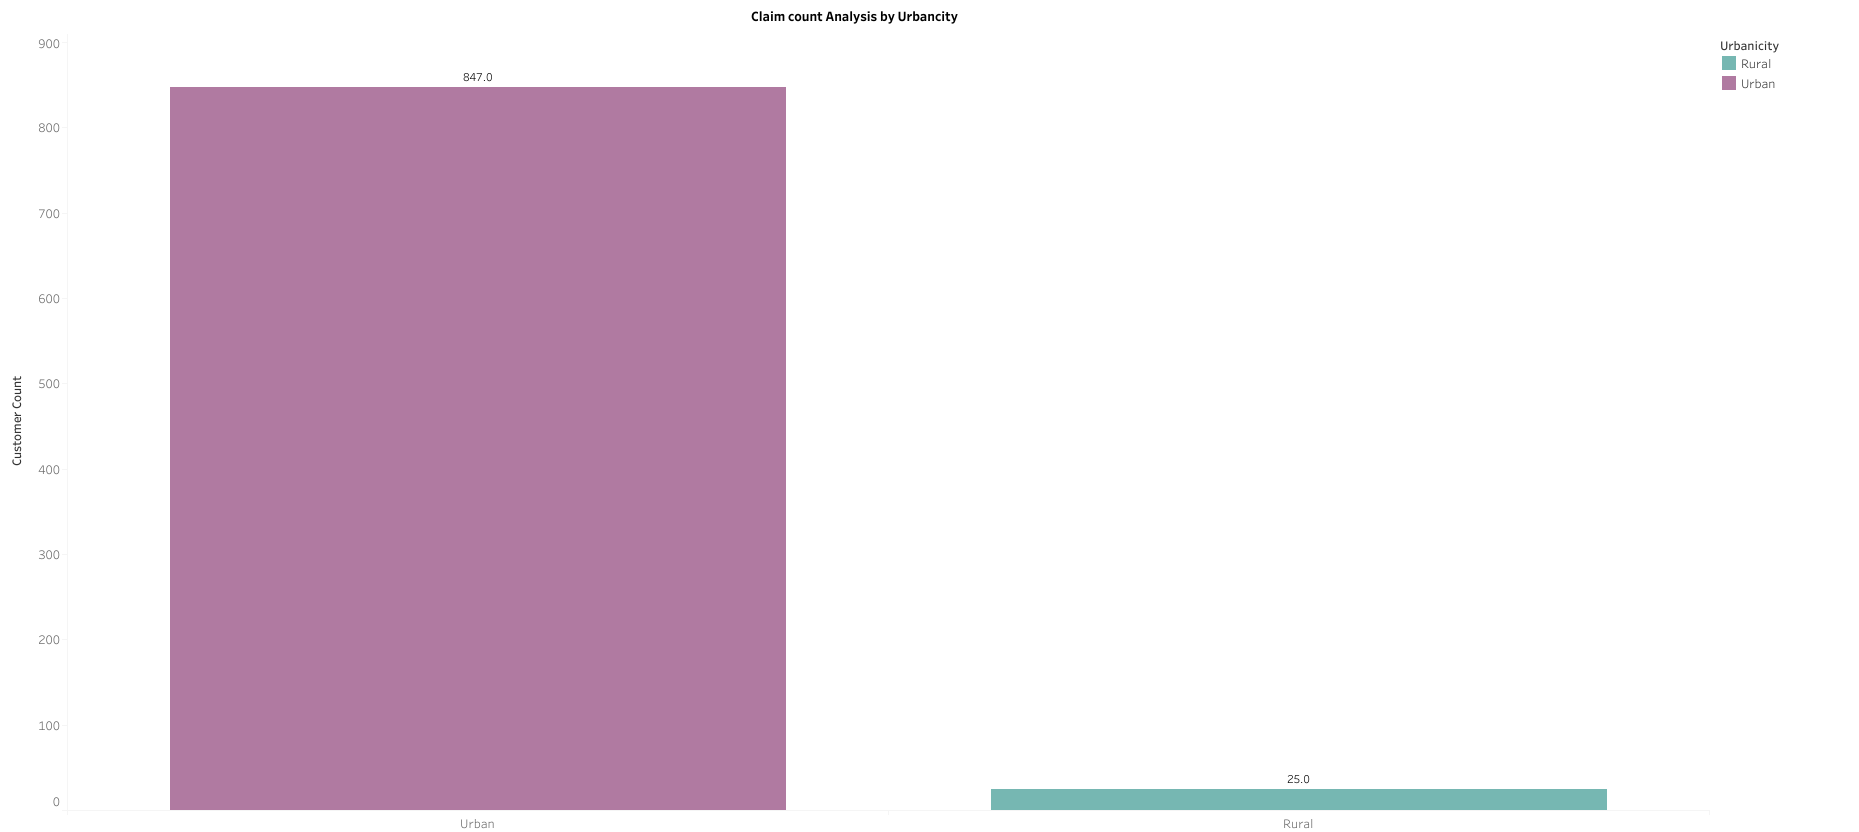 Claim count Analysis by Urbancity
900
800
700
600
500
400
300
200
100
0
Customer Count
847.0
25.0
Urban
Rural
Urbanicity
Rural
Urban